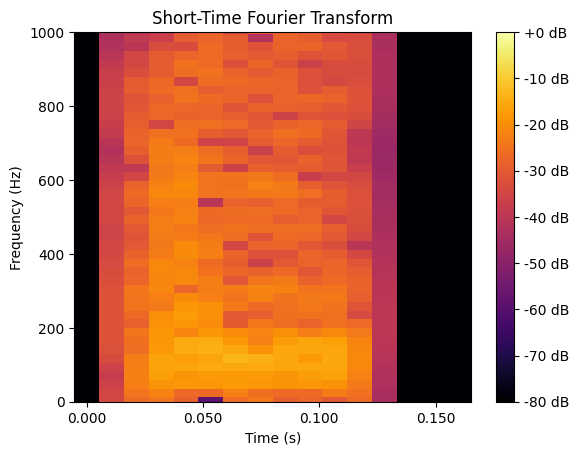 Short-Time Fourier Transform
1000
800
600
400
200
0
Frequency (Hz)
0.000
0.050
0.100
0.150
Time (s)
+0 dB
-10 dB
-20 dB
-30 dB
-40 dB
-50 dB
-60 dB
-70 dB
-80 dB